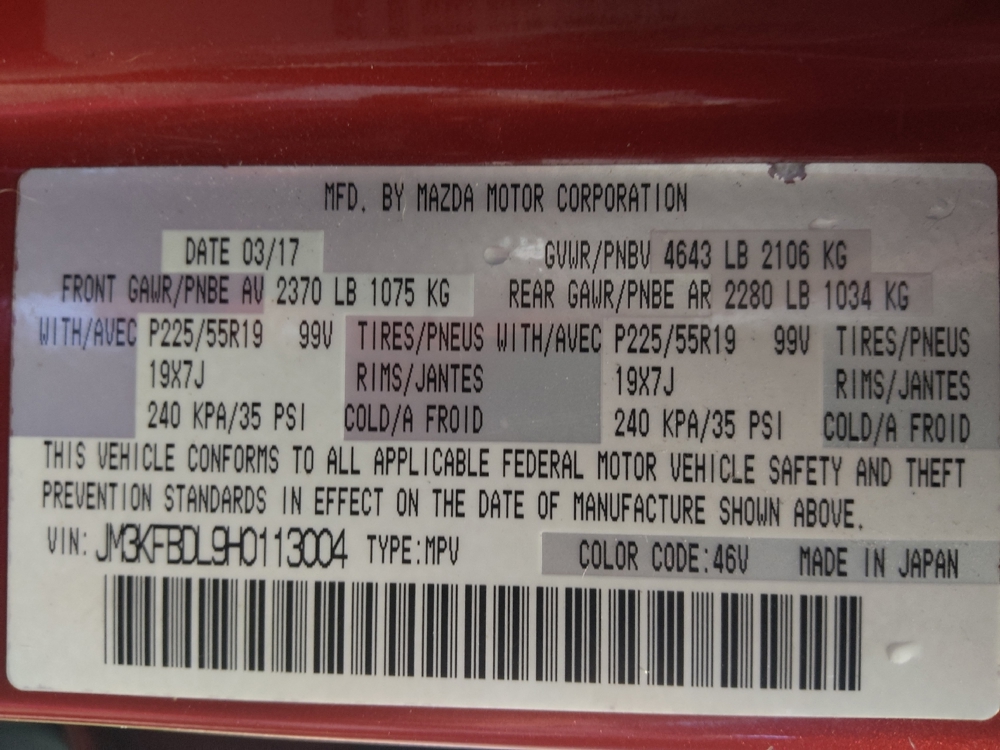 MFD. BY MAZDA MOTOR CORPORATION
DATE 03/17 GVWR/PNBV 4643 LB 2106 KG
FRONT GAWR/PNBE AV 2370 LB 1075 KG REAR GAWR/PNBE AR 2280 LB 1034 KG
WITH/AVEC P225/55R19 99V TIRES/PNEUS WITH/AVEC P225/55R19 99V TIRES/PNEUS
19X7J RIMS/JANTES 19X7J RIMS/JANTES
240 KPA/35 PSI COLD/A FROID 240 KPA/35 PSI COLD/A FROID
THIS VEHICLE CONFORMS TO ALL APPLICABLE FEDERAL MOTOR VEHICLE SAFETY AND THEFT
PREVENTION STANDARDS IN EFFECT ON THE DATE OF MANUFACTURE SHOWN ABOVE.
VIN: JM3KFBDL9H0113004 TYPE:MPV COLOR CODE:46V MADE IN JAPAN